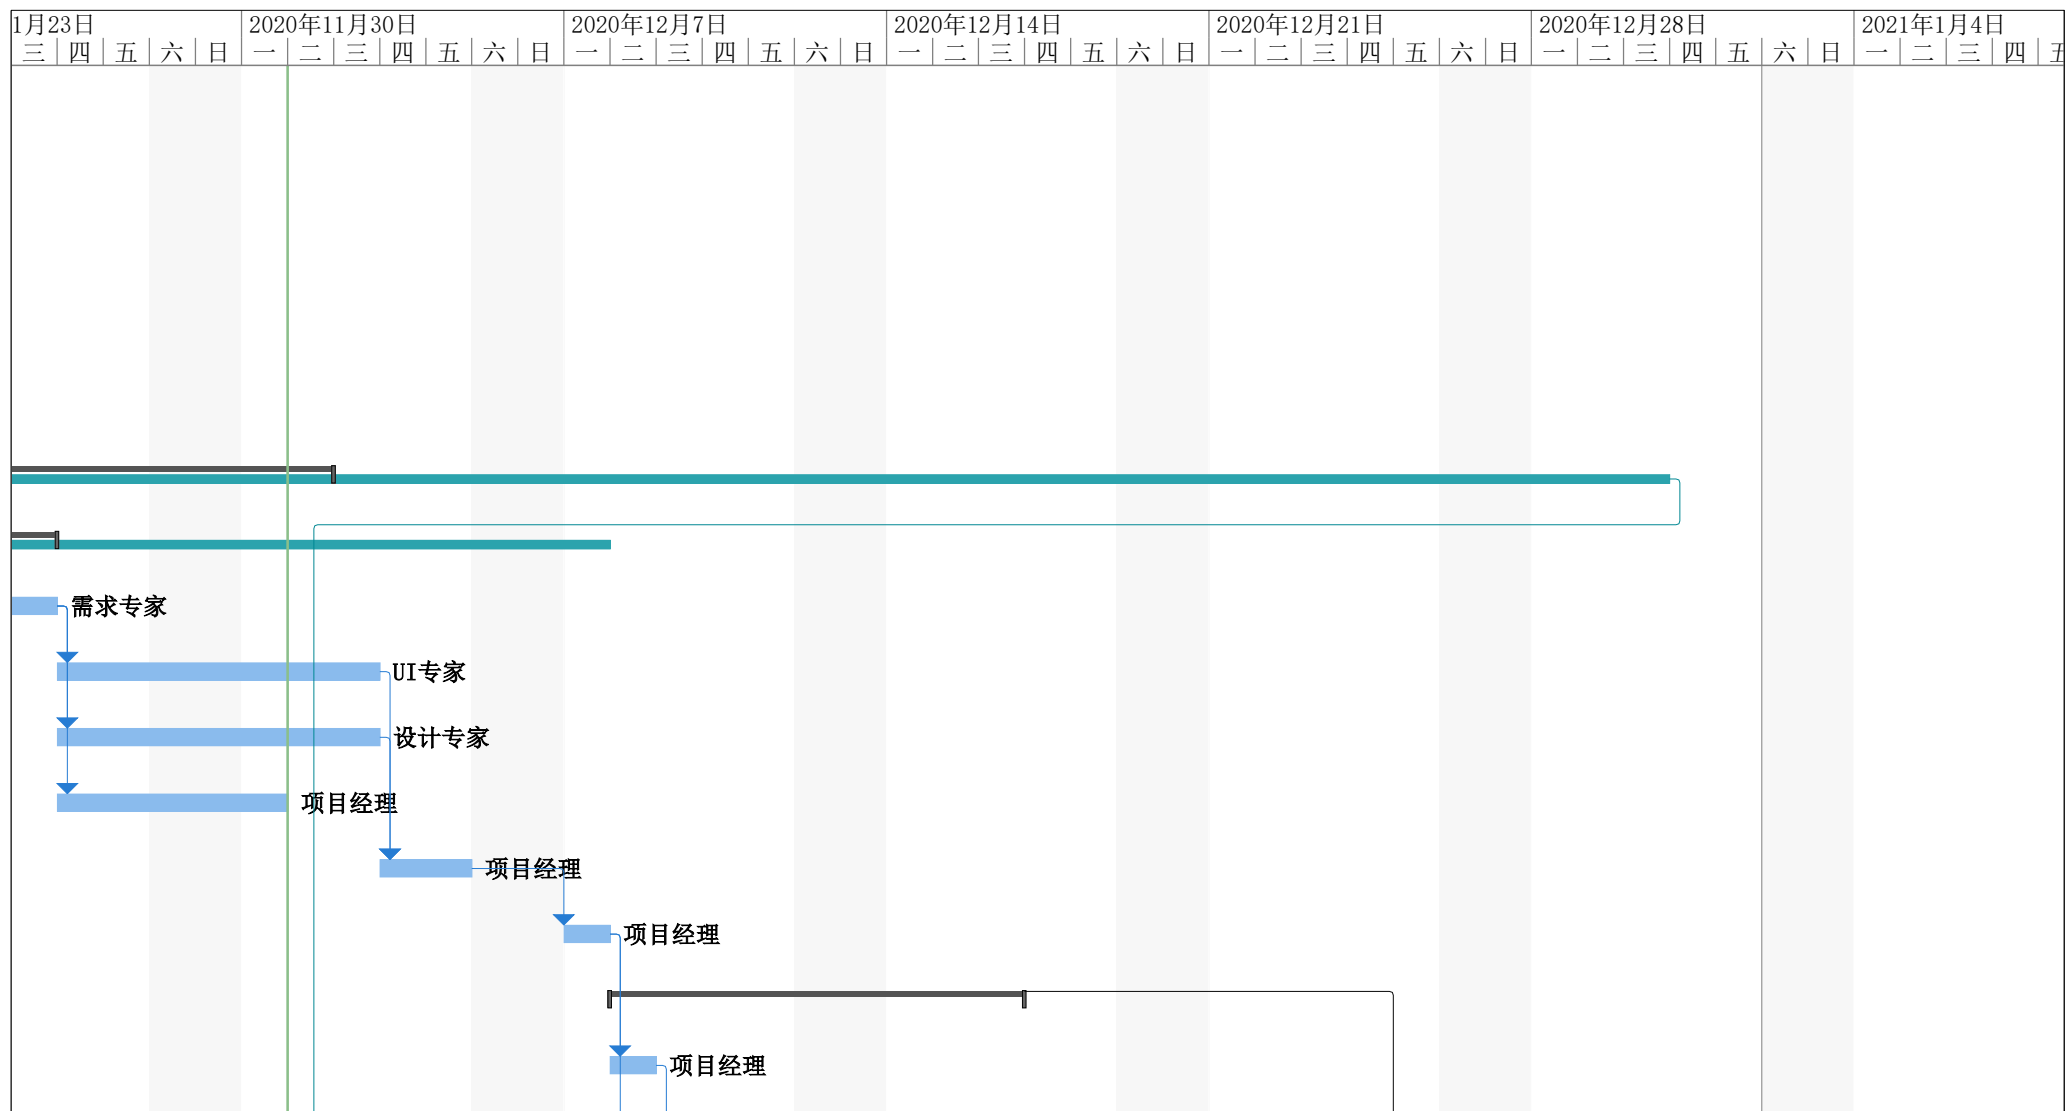 1月23日 2020年11月30日 2020年12月7日 2020年12月14日 2020年12月21日 2020年12月28日 2021年1月4日
三 四 五 六 日 一 二 三 四 五 六 日 一 二 三 四 五 六 日 一 二 三 四 五 六 日 一 二 三 四 五 六 日 一 二 三 四 五 六 日 一 二 三 四 五
需求专家
UI专家
设计专家
项目经理
项目经理
项目经理
项目经理